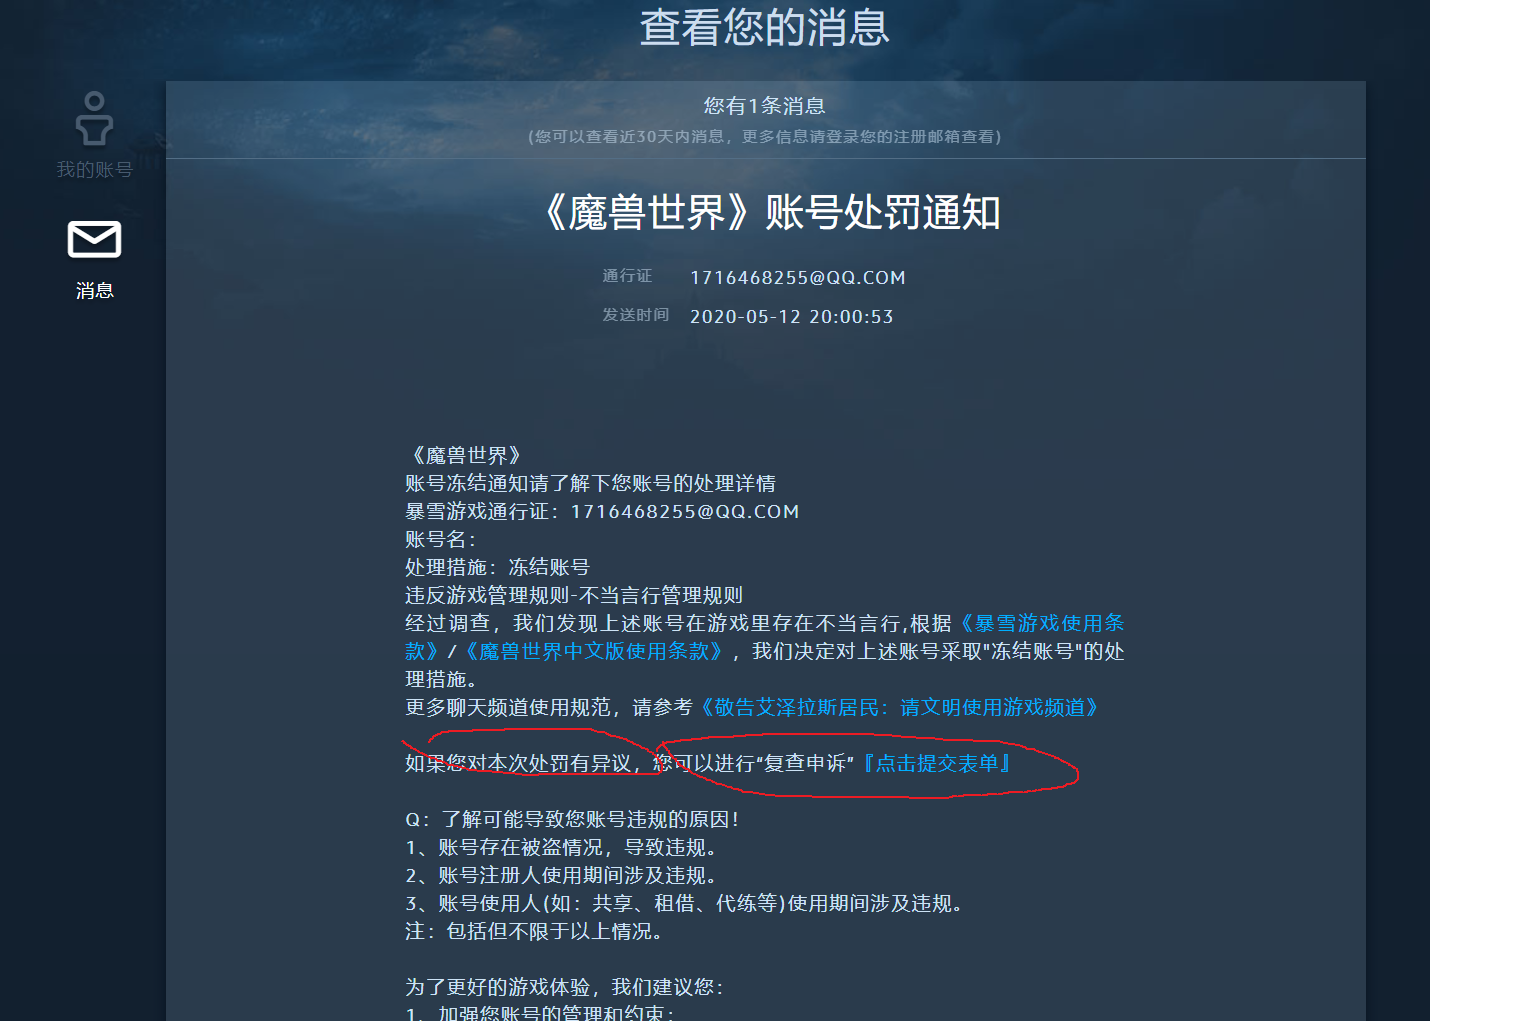 查看您的消息
您有1条消息
(您可以查看近30天内消息，更多信息请登录您的注册邮箱查看)
我的账号
消息
《魔兽世界》账号处罚通知
通行证 1716468255@QQ.COM
发送时间 2020-05-12 20:00:53
《魔兽世界》
账号冻结通知请了解下您账号的处理详情
暴雪游戏通行证：1716468255@QQ.COM
账号名：
处理措施：冻结账号
违反游戏管理规则-不当言行管理规则
经过调查，我们发现上述账号在游戏里存在不当言行,根据《暴雪游戏使用条
款》/《魔兽世界中文版使用条款》，我们决定对上述账号采取"冻结账号"的处
理措施。
更多聊天频道使用规范，请参考《敬告艾泽拉斯居民：请文明使用游戏频道》
如果您对本次处罚有异议，您可以进行“复查申诉”『点击提交表单』
Q：了解可能导致您账号违规的原因！
1、账号存在被盗情况，导致违规。
2、账号注册人使用期间涉及违规。
3、账号使用人(如：共享、租借、代练等)使用期间涉及违规。
注：包括但不限于以上情况。
为了更好的游戏体验，我们建议您：
1、加强您账号的管理和约束；